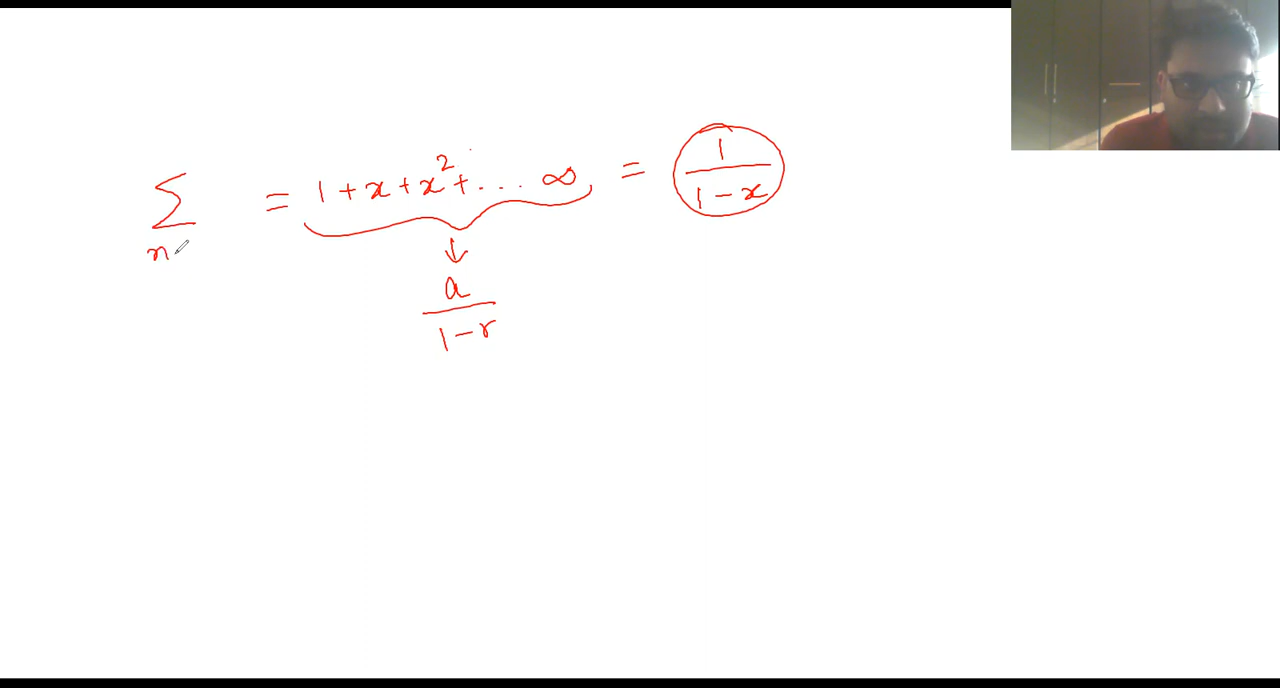 ∑ = 1 + x + x² + ... ∞ = 1/(1-x)
n
↓
a/(1-r)